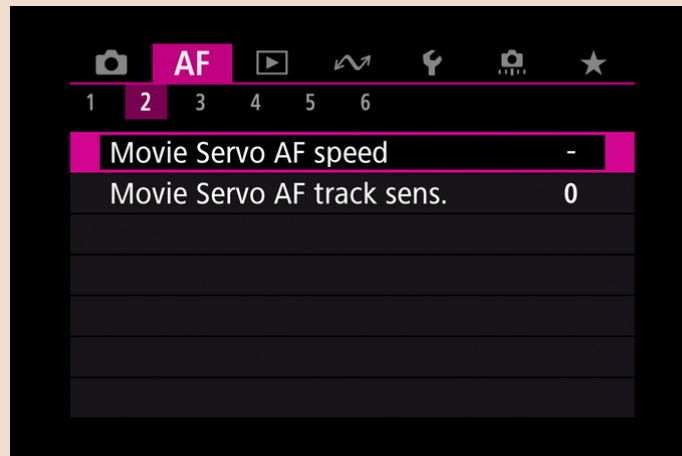 AF
1 2 3 4 5 6
Movie Servo AF speed -
Movie Servo AF track sens. 0